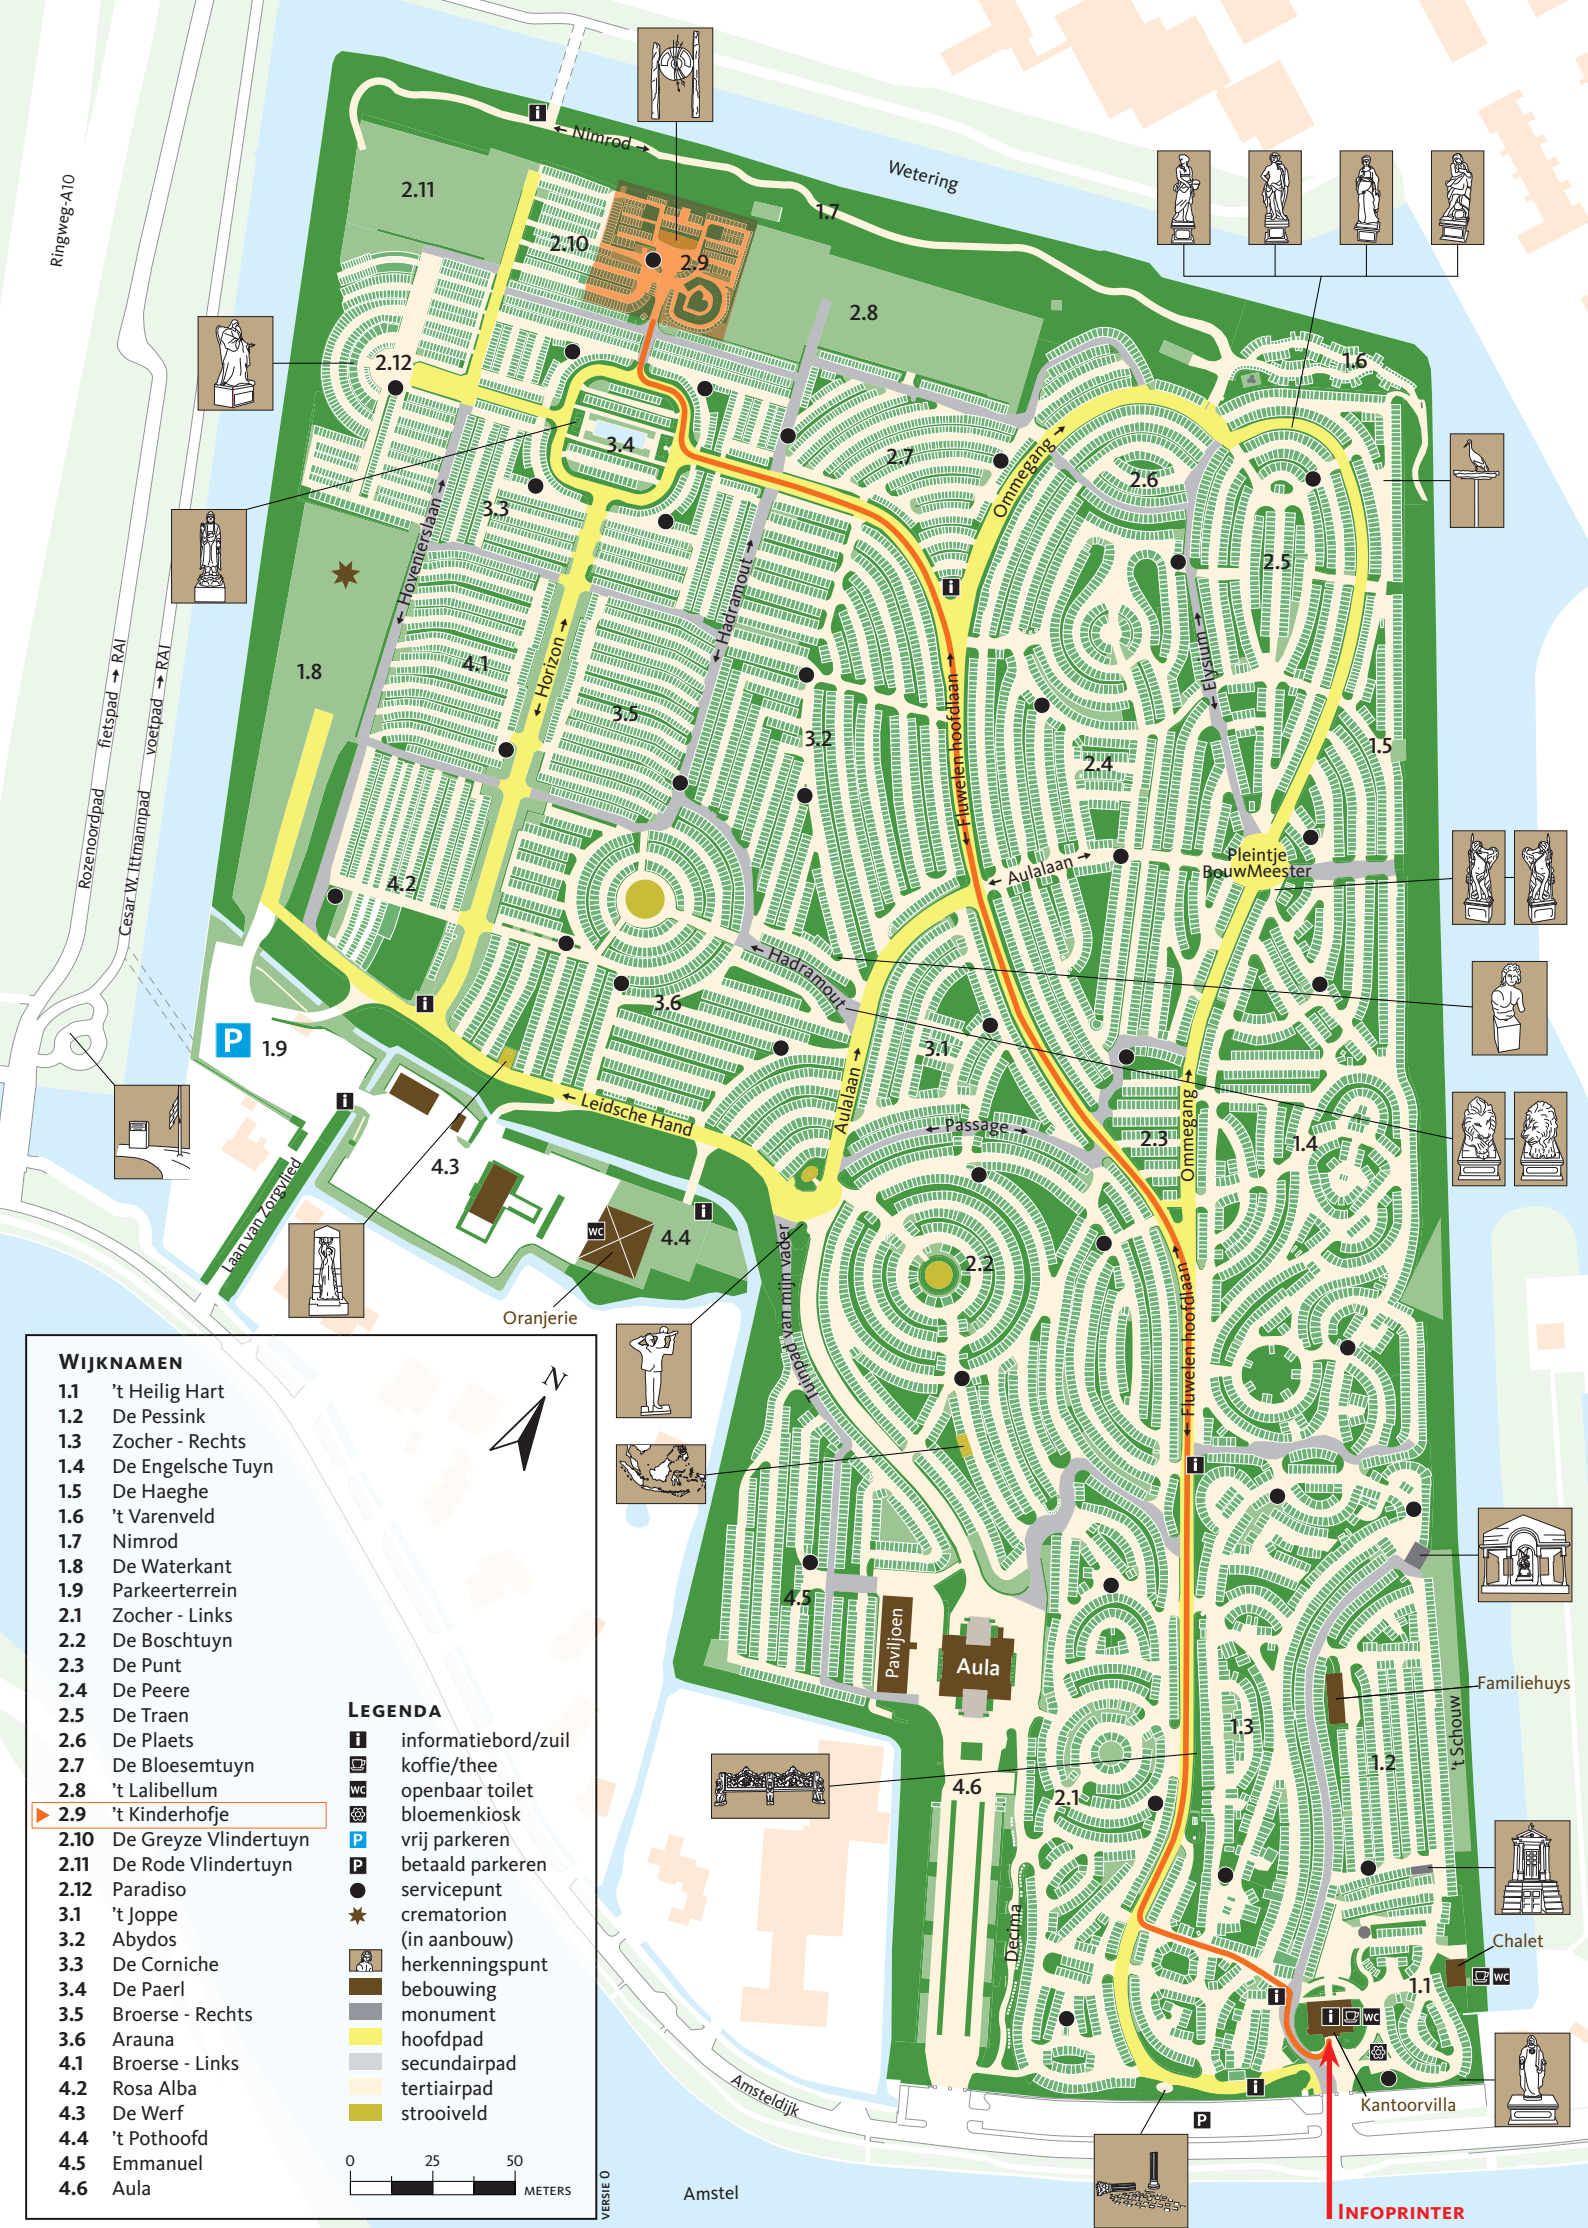 Nimrod
Wetering
Ringweg-A10
2.11
1.7
2.10
2.9
2.8
2.12
1.6
3.4
2.7
Ommegang
2.6
3.3
Hovenierslaan
Hadramout
2.5
Horizon
Elysium
1.8
4.1
3.5
3.2
Fluwelen hoofdlaan
2.4
1.5
fietspad → RAI
voetpad → RAI
Rozenoordpad
Cesar W. Ittmannpad
Aulalaan
Pleintje
BouwMeester
4.2
Hadramout
3.6
P
1.9
3.1
Aulalaan
Leidsche Hand
Passage
2.3
Ommegang
1.4
4.3
Laan van Zorgvlied
WC
4.4
Oranjerie
2.2
Tuinpad van mijn vader
Fluwelen hoofdlaan
4.5
Paviljoen
Aula
Familiehuys
't Schouw
1.3
1.2
4.6
2.1
Decima
Chalet
WC
1.1
WC
Kantoorvilla
P
Amsteldijk
Amstel
INFOPRINTER
N
WIJKNAMEN
1.1 't Heilig Hart
1.2 De Pessink
1.3 Zocher - Rechts
1.4 De Engelsche Tuyn
1.5 De Haeghe
1.6 't Varenveld
1.7 Nimrod
1.8 De Waterkant
1.9 Parkeerterrein
2.1 Zocher - Links
2.2 De Boschtuyn
2.3 De Punt
2.4 De Peere
2.5 De Traen
2.6 De Plaets
2.7 De Bloesemtuyn
2.8 't Lalibellum
2.9 't Kinderhofje
2.10 De Greyze Vlindertuyn
2.11 De Rode Vlindertuyn
2.12 Paradiso
3.1 't Joppe
3.2 Abydos
3.3 De Corniche
3.4 De Paerl
3.5 Broerse - Rechts
3.6 Arauna
4.1 Broerse - Links
4.2 Rosa Alba
4.3 De Werf
4.4 't Pothoofd
4.5 Emmanuel
4.6 Aula
LEGENDA
i informatiebord/zuil
koffie/thee
WC openbaar toilet
bloemenkiosk
P vrij parkeren
P betaald parkeren
servicepunt
crematorion
(in aanbouw)
herkenningspunt
bebouwing
monument
hoofdpad
secundairpad
tertiairpad
strooiveld
0 25 50
METERS
VERSIE 0